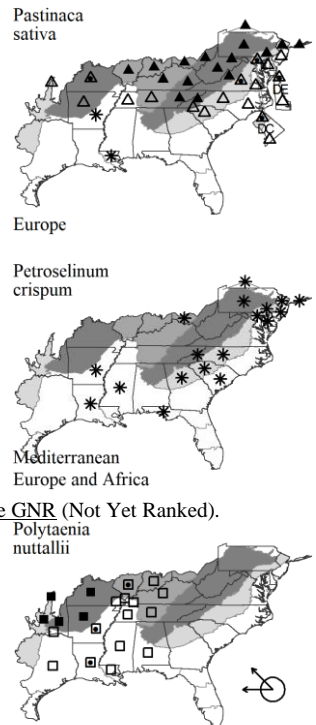 Pastinaca
sativa
DE
DC
Europe
Petroselinum
crispum
Mediterranean
Europe and Africa
e GNR (Not Yet Ranked).
Polytaenia
nuttallii